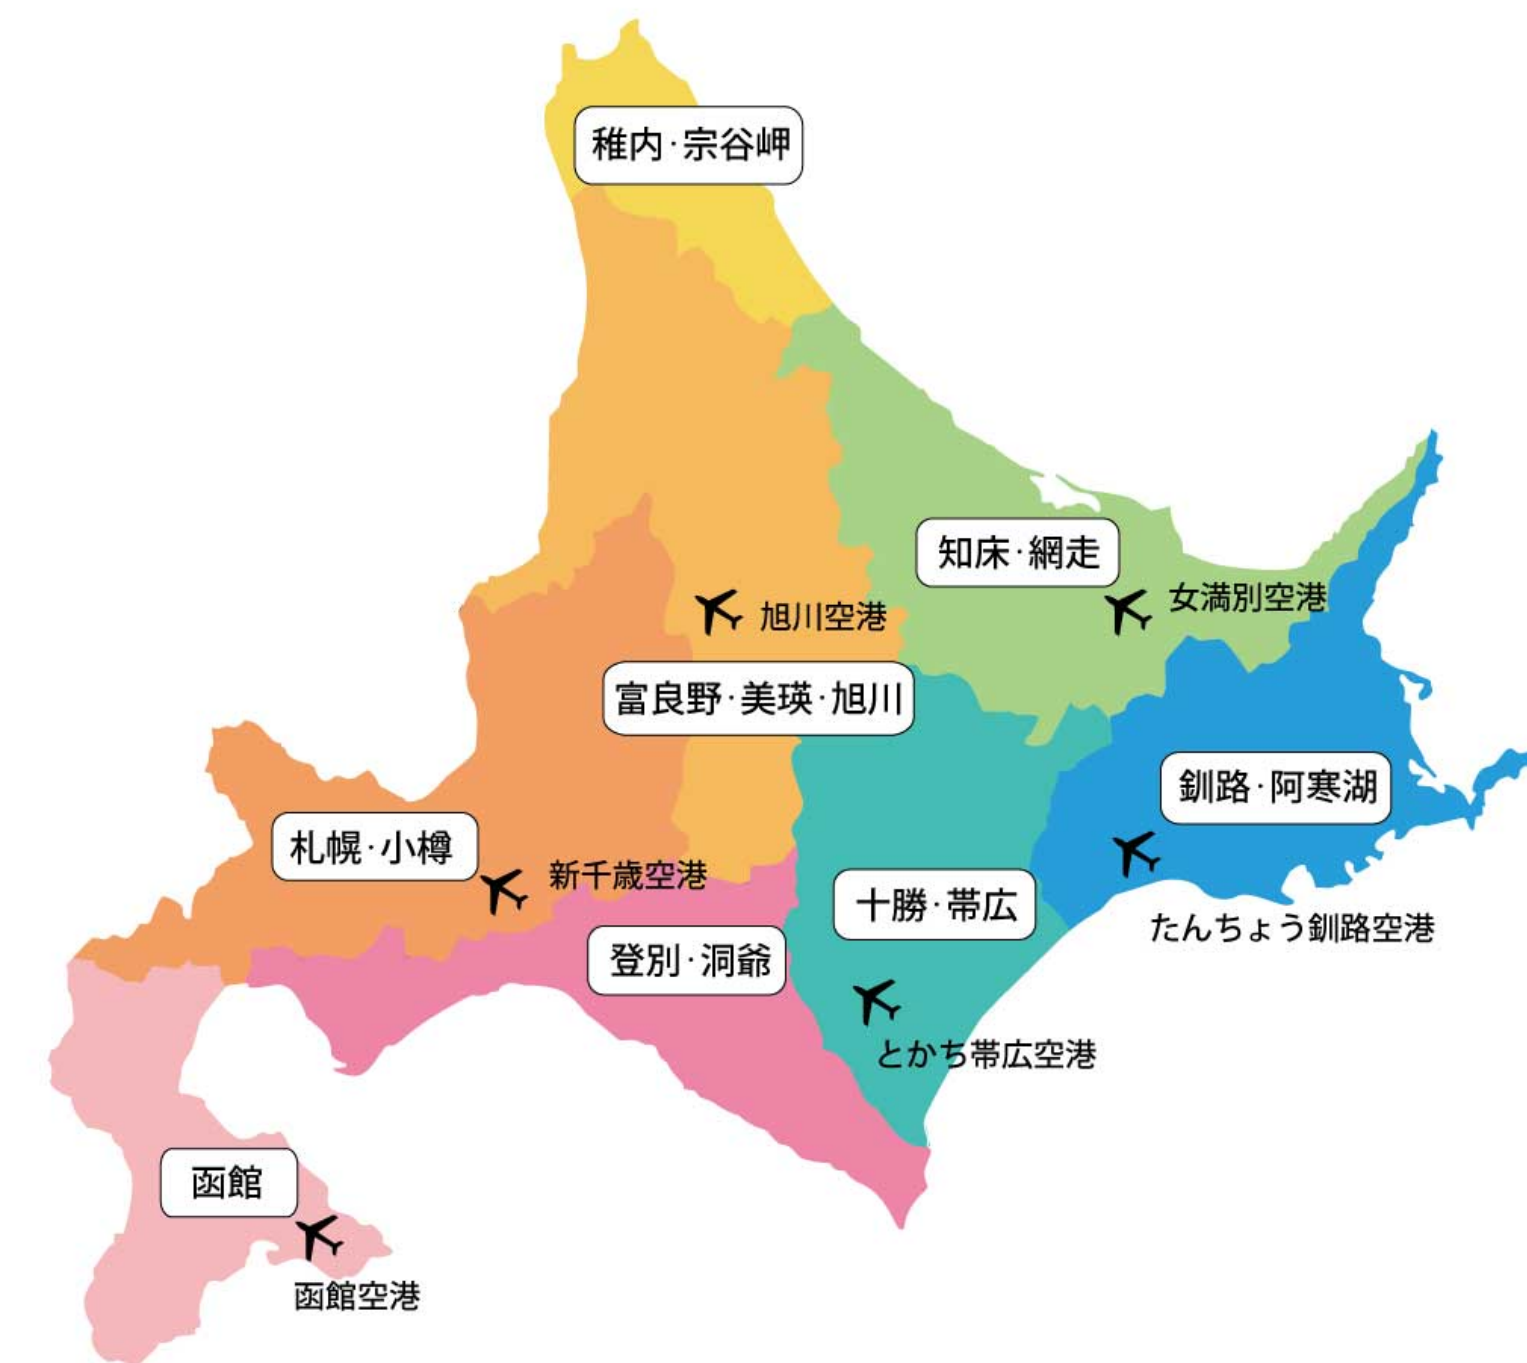 稚内·宗谷岬
知床·網走
女満別空港
旭川空港
富良野·美瑛·旭川
釧路·阿寒湖
札幌·小樽
新千歳空港
十勝·帯広
たんちょう釧路空港
登別·洞爺
とかち帯広空港
函館
函館空港